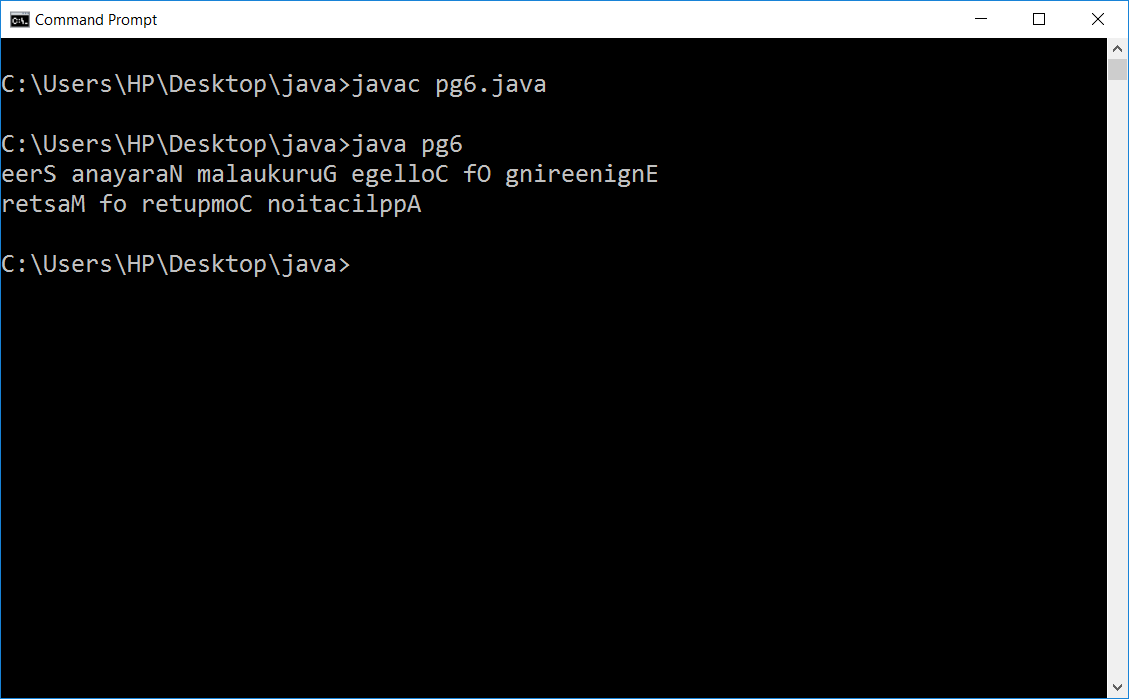 Command Prompt
C:\Users\HP\Desktop\java>javac pg6.java
C:\Users\HP\Desktop\java>java pg6
eerS anayaraN malaukuruG egelloC fO gnireenignE
retsaM fo retupmoC noitacilppA
C:\Users\HP\Desktop\java>